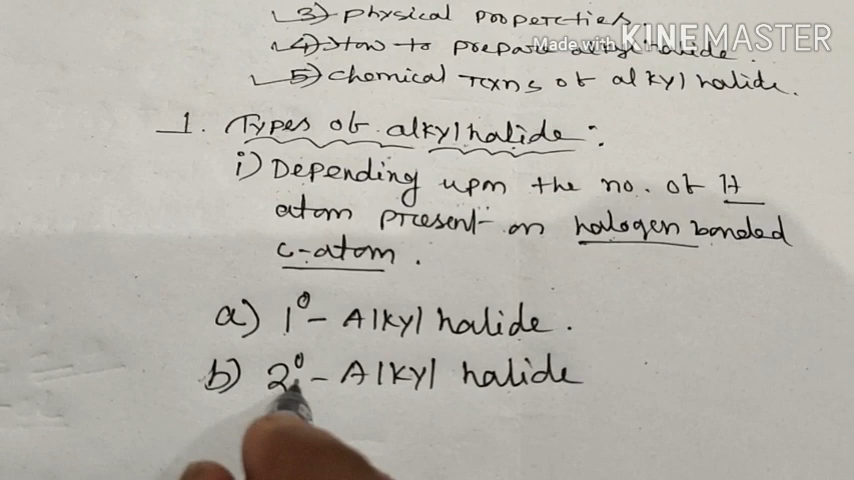 3) Physical properties.
4) How to prepare alkyl halide.
Made with KINEMASTER
5) Chemical rxns of alkyl halide.
1. Types of alkyl halide :
i) Depending upon the no. of H
atom present on halogen bonded
C-atom.
a) 1° - Alkyl halide.
b) 2° - Alkyl halide